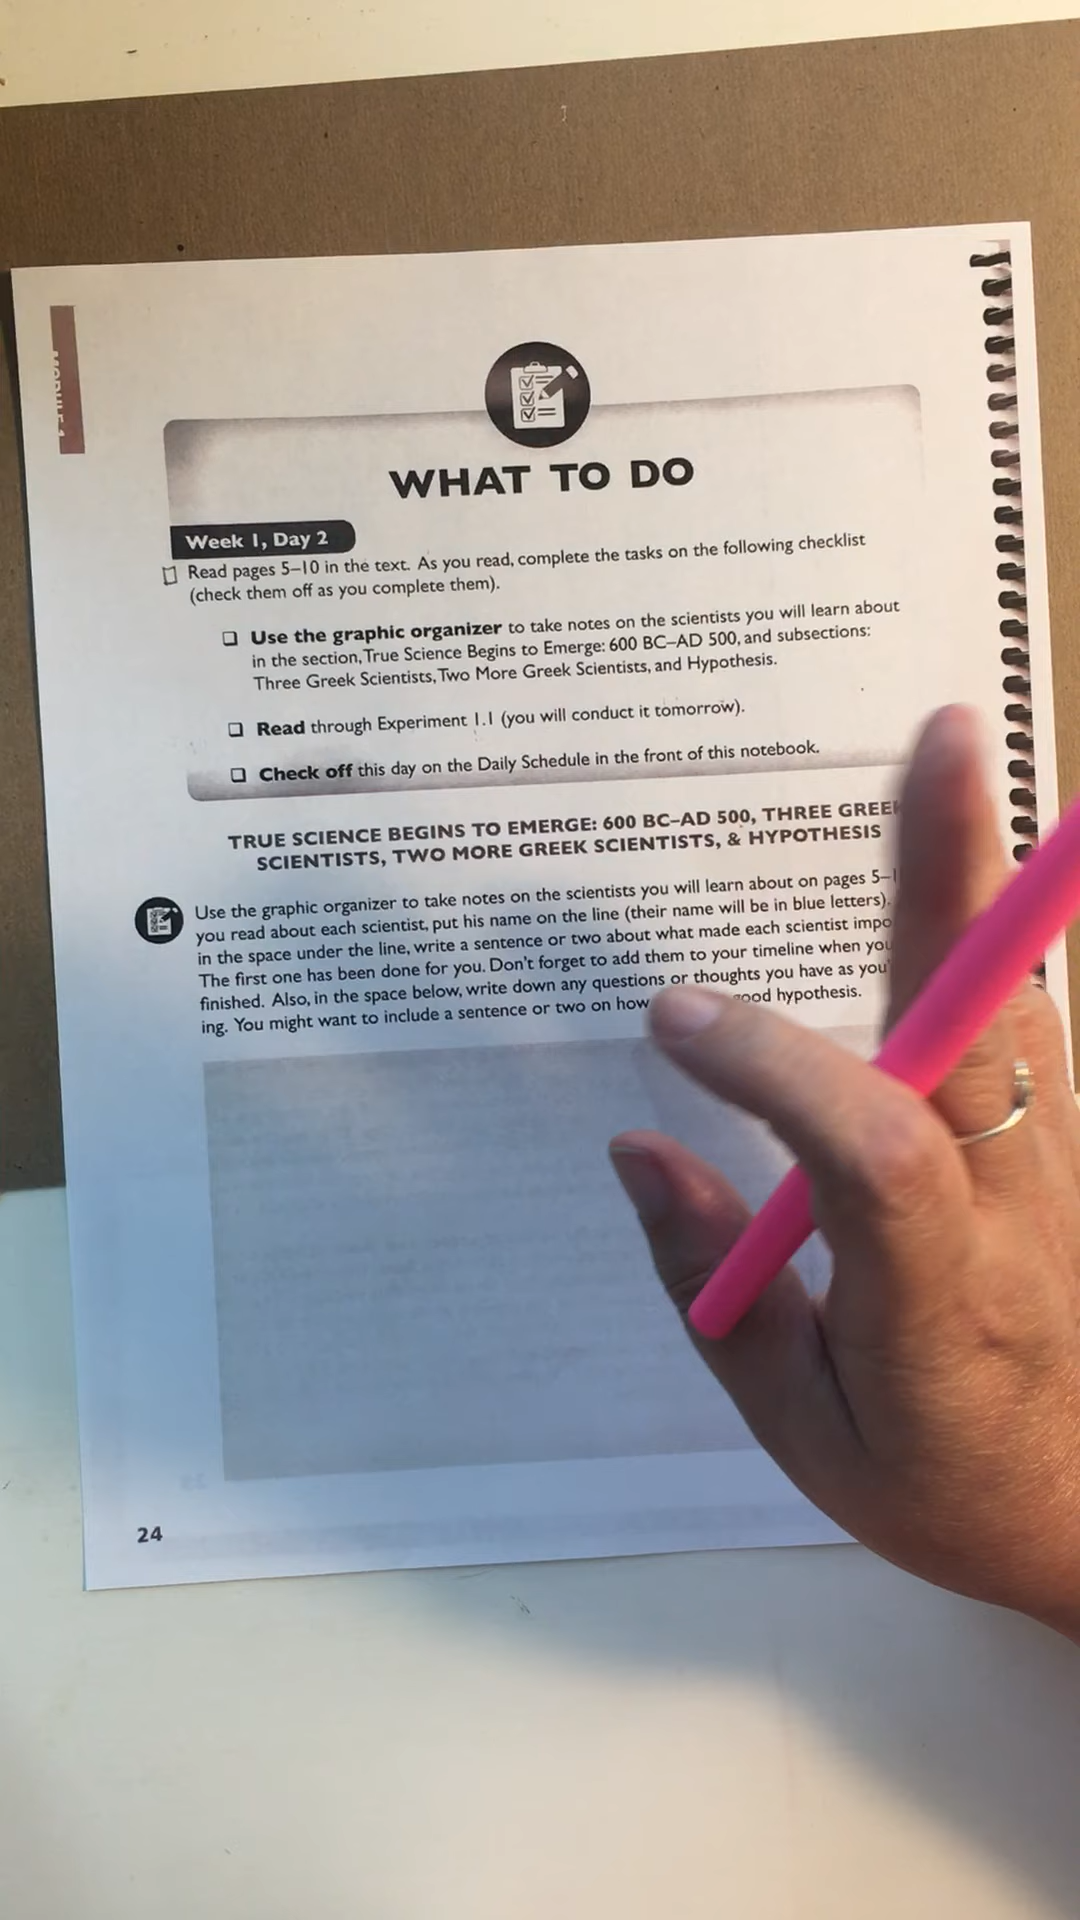 MODULE 1
WHAT TO DO
Week 1, Day 2
Read pages 5–10 in the text. As you read, complete the tasks on the following checklist
(check them off as you complete them).
Use the graphic organizer to take notes on the scientists you will learn about
in the section, True Science Begins to Emerge: 600 BC–AD 500, and subsections:
Three Greek Scientists, Two More Greek Scientists, and Hypothesis.
Read through Experiment 1.1 (you will conduct it tomorrow).
Check off this day on the Daily Schedule in the front of this notebook.
TRUE SCIENCE BEGINS TO EMERGE: 600 BC–AD 500, THREE GREEK
SCIENTISTS, TWO MORE GREEK SCIENTISTS, & HYPOTHESIS
Use the graphic organizer to take notes on the scientists you will learn about on pages 5–1
you read about each scientist, put his name on the line (their name will be in blue letters).
in the space under the line, write a sentence or two about what made each scientist impo
The first one has been done for you. Don't forget to add them to your timeline when you
finished. Also, in the space below, write down any questions or thoughts you have as you'
ing. You might want to include a sentence or two on how good hypothesis.
24